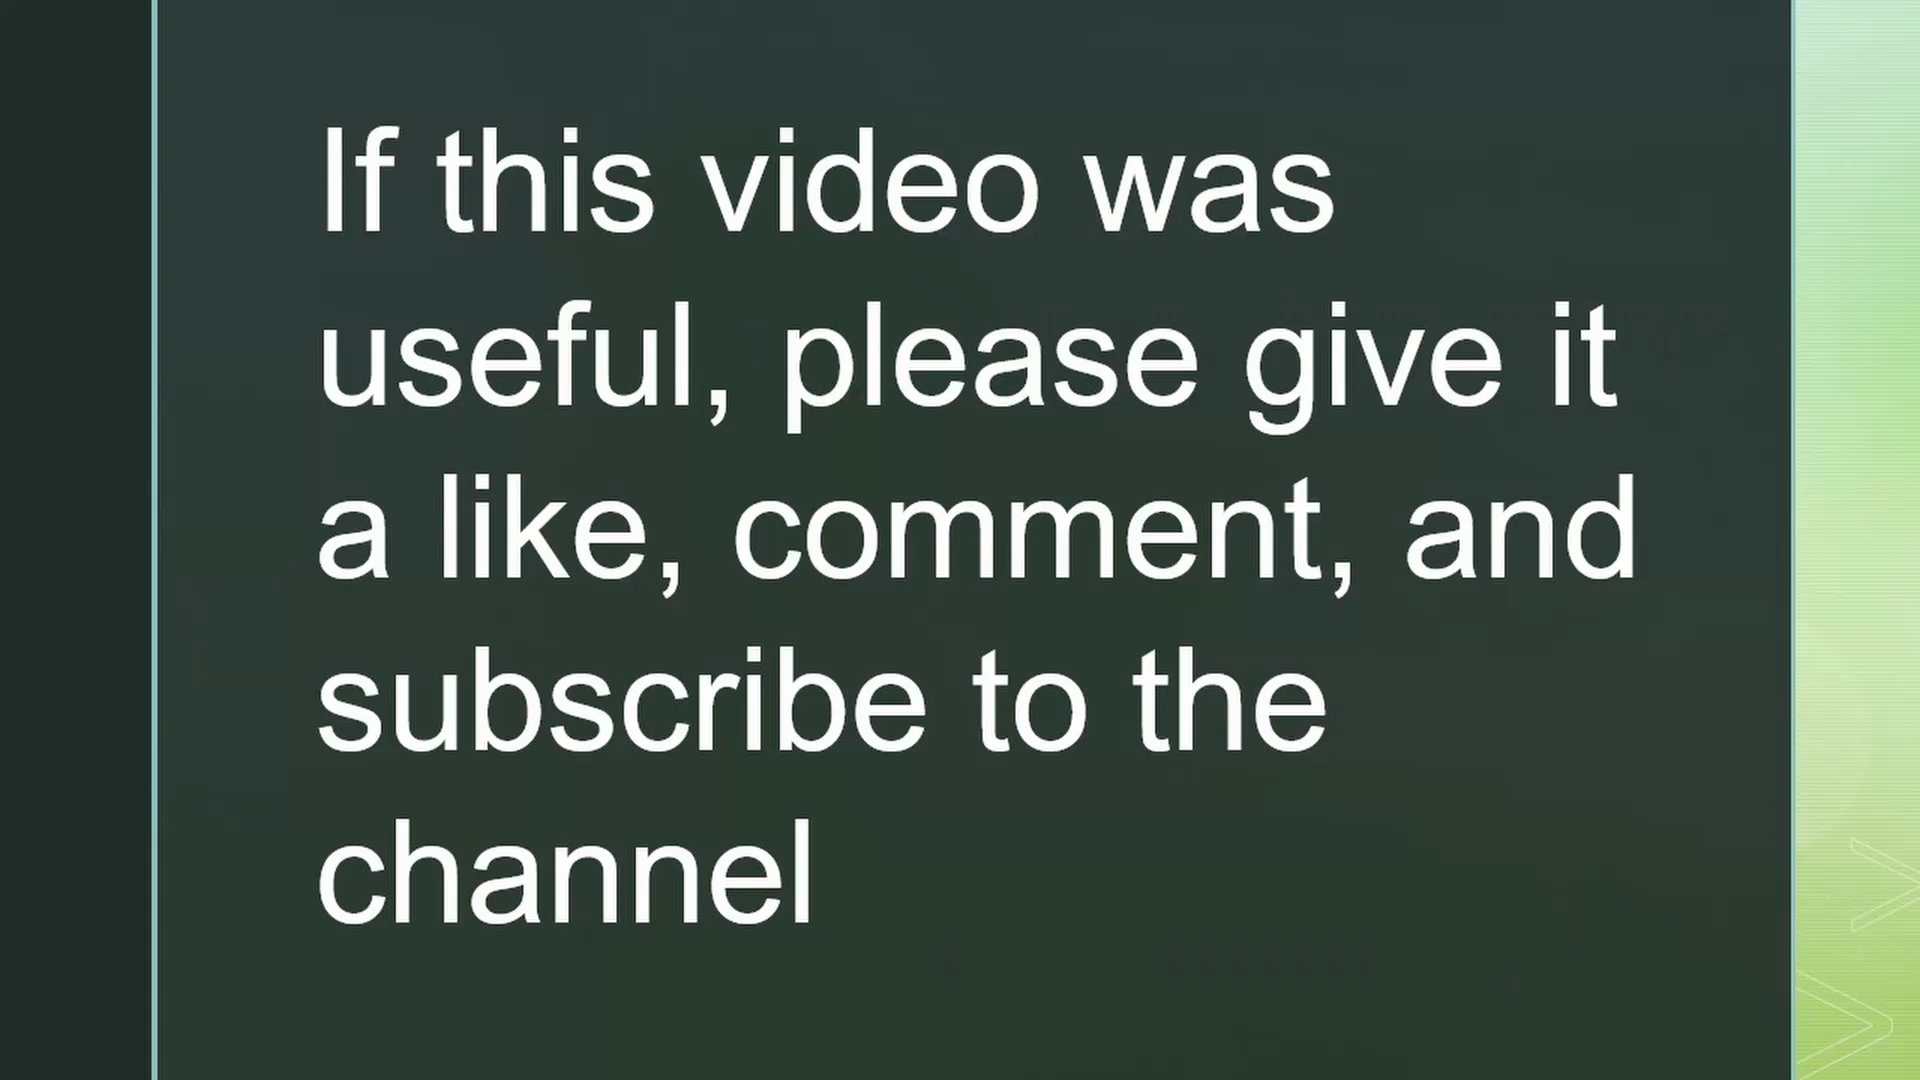 If this video was
useful, please give it
a like, comment, and
subscribe to the
channel